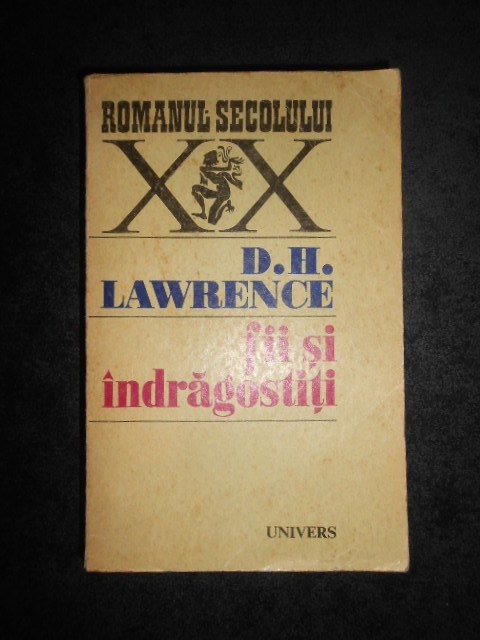 ROMANUL SECOLULUI
XX
D.H.
LAWRENCE
fii și
îndrăgostiți
UNIVERS